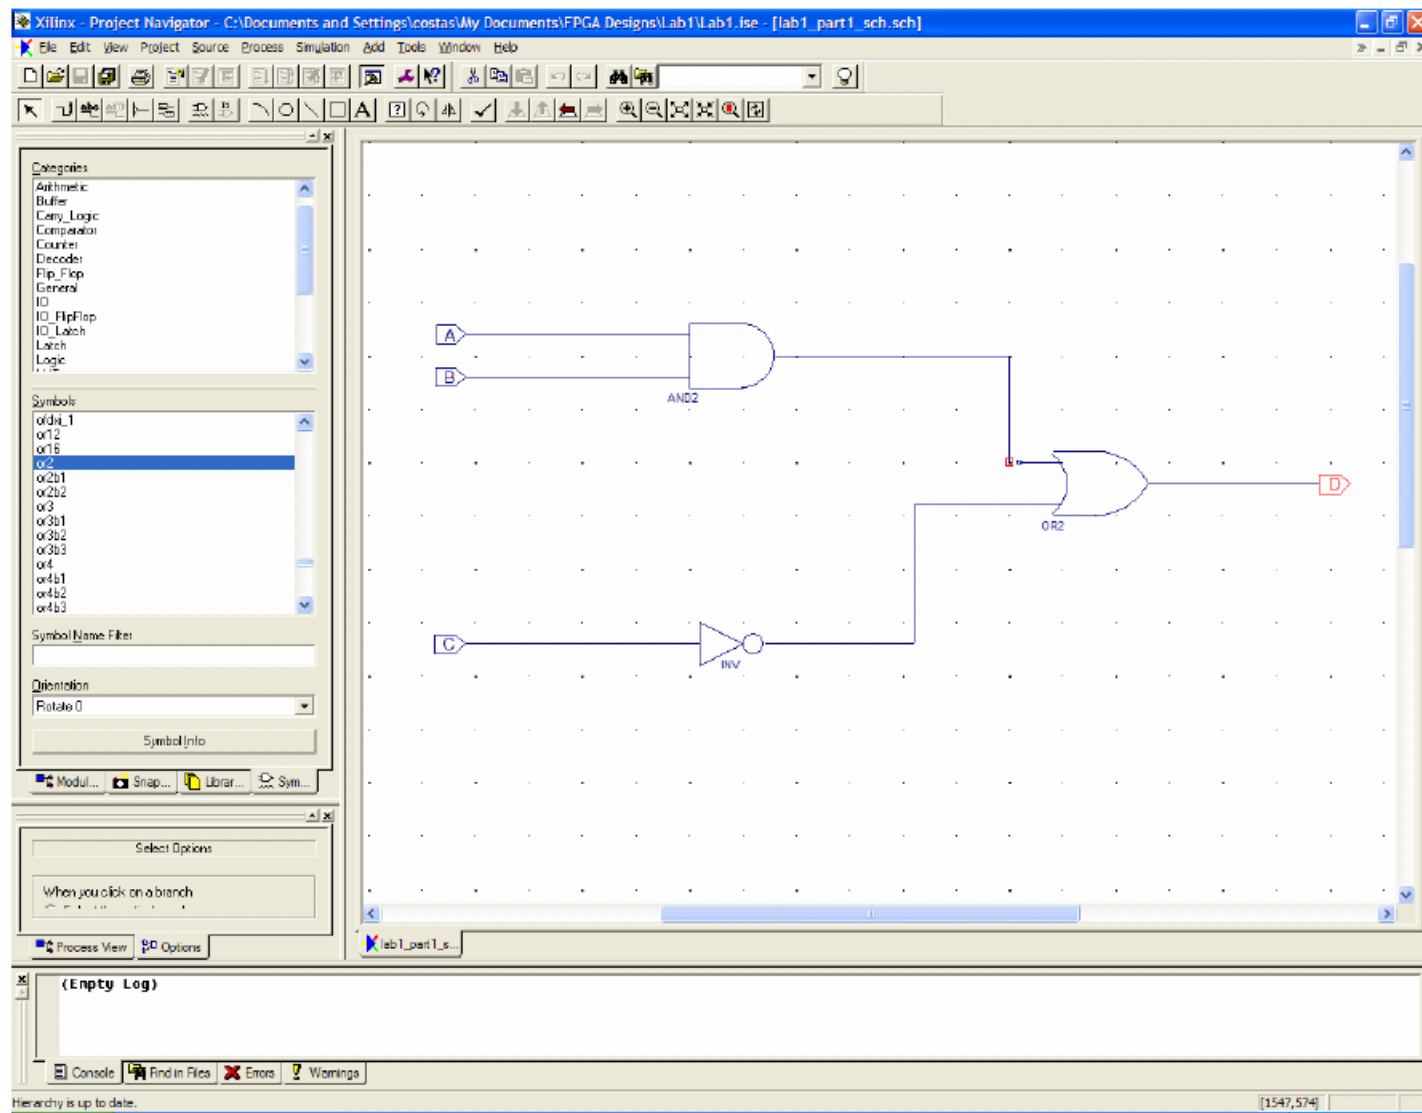 Xilinx - Project Navigator - C:\Documents and Settings\costas\My Documents\FPGA Designs\Lab1\Lab1.ise - [lab1_part1_sch.sch]
File Edit View Project Source Process Simulation Add Tools Window Help
Categories
Arithmetic
Buffer
Carry_Logic
Comparator
Counter
Decoder
Flip_Flop
General
IO
IO_FlipFlop
IO_Latch
Latch
Logic
Symbols
ofdxi_1
or12
or16
or2
or2b1
or2b2
or3
or3b1
or3b2
or3b3
or4
or4b1
or4b2
or4b3
Symbol Name Filter
Orientation
Rotate 0
Symbol Info
Modul... Snap... Librar... Sym...
Select Options
When you click on a branch
Process View Options
A
B
AND2
OR2
D
C
INV
lab1_part1_s...
(Empty Log)
Console Find in Files Errors Warnings
Hierarchy is up to date. [1547,574]